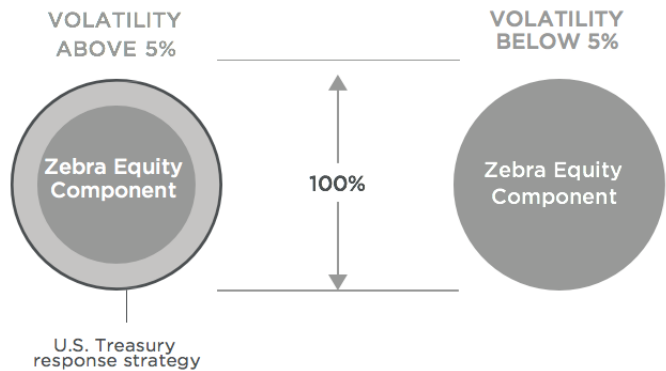 VOLATILITY
ABOVE 5%
VOLATILITY
BELOW 5%
Zebra Equity
Component
100%
Zebra Equity
Component
U.S. Treasury
response strategy